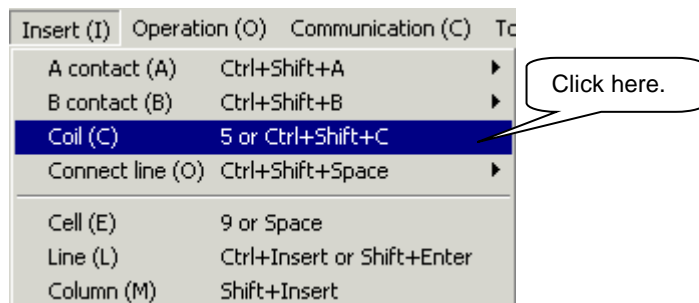 Insert (I) Operation (O) Communication (C)
A contact (A) Ctrl+Shift+A
B contact (B) Ctrl+Shift+B
Click here.
Coil (C) 5 or Ctrl+Shift+C
Connect line (O) Ctrl+Shift+Space
Cell (E) 9 or Space
Line (L) Ctrl+Insert or Shift+Enter
Column (M) Shift+Insert